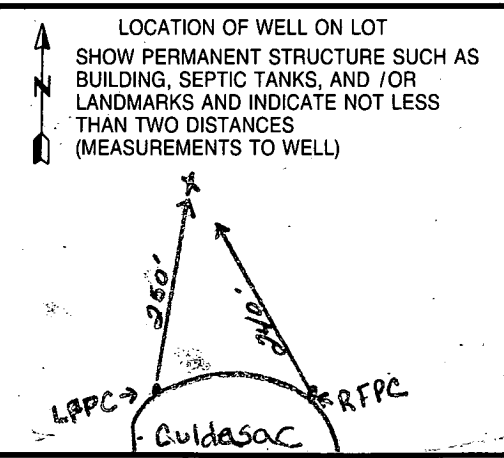 LOCATION OF WELL ON LOT
SHOW PERMANENT STRUCTURE SUCH AS
BUILDING, SEPTIC TANKS, AND /OR
LANDMARKS AND INDICATE NOT LESS
THAN TWO DISTANCES
(MEASUREMENTS TO WELL)
N
250'
240'
LFPC
RFPC
Culdasac